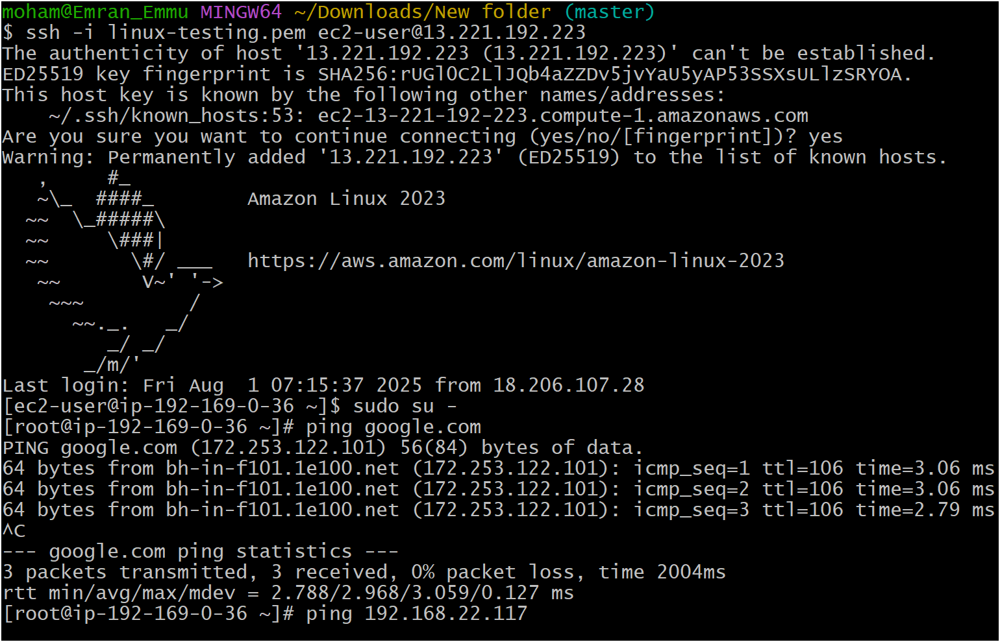 moham@Emran_Emmu MINGW64 ~/Downloads/New folder (master)
$ ssh -i linux-testing.pem ec2-user@13.221.192.223
The authenticity of host '13.221.192.223 (13.221.192.223)' can't be established.
ED25519 key fingerprint is SHA256:rUGlOC2LlJQb4aZZDv5jvYaU5yAP53SSXsULlzSRYOA.
This host key is known by the following other names/addresses:
    ~/.ssh/known_hosts:53: ec2-13-221-192-223.compute-1.amazonaws.com
Are you sure you want to continue connecting (yes/no/[fingerprint])? yes
Warning: Permanently added '13.221.192.223' (ED25519) to the list of known hosts.
   ,     #_
   ~\_  ####_        Amazon Linux 2023
  ~~  \_#####\
  ~~     \###|
  ~~       \#/ ___   https://aws.amazon.com/linux/amazon-linux-2023
   ~~       V~' '->
    ~~~         /
      ~~._.   _/
         _/ _/
       _/m/'
Last login: Fri Aug  1 07:15:37 2025 from 18.206.107.28
[ec2-user@ip-192-169-0-36 ~]$ sudo su -
[root@ip-192-169-0-36 ~]# ping google.com
PING google.com (172.253.122.101) 56(84) bytes of data.
64 bytes from bh-in-f101.1e100.net (172.253.122.101): icmp_seq=1 ttl=106 time=3.06 ms
64 bytes from bh-in-f101.1e100.net (172.253.122.101): icmp_seq=2 ttl=106 time=3.06 ms
64 bytes from bh-in-f101.1e100.net (172.253.122.101): icmp_seq=3 ttl=106 time=2.79 ms
^C
--- google.com ping statistics ---
3 packets transmitted, 3 received, 0% packet loss, time 2004ms
rtt min/avg/max/mdev = 2.788/2.968/3.059/0.127 ms
[root@ip-192-169-0-36 ~]# ping 192.168.22.117